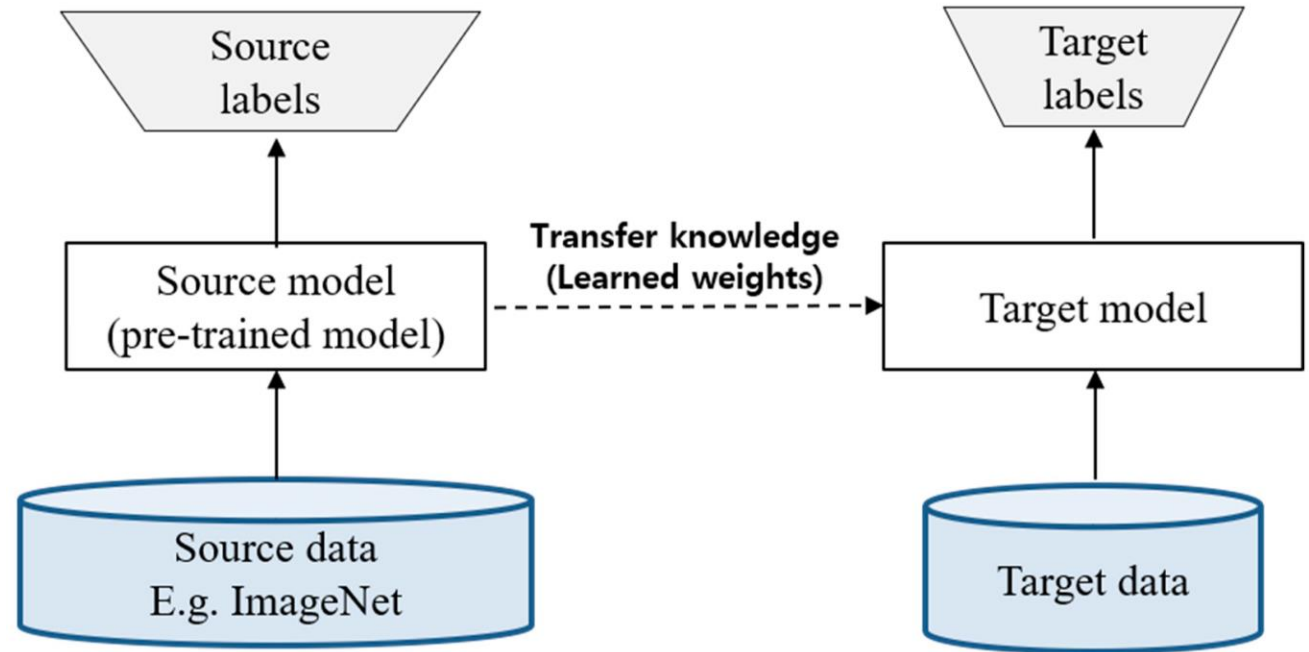 Source
labels
Target
labels
Transfer knowledge
(Learned weights)
Source model
(pre-trained model)
Target model
Source data
E.g. ImageNet
Target data